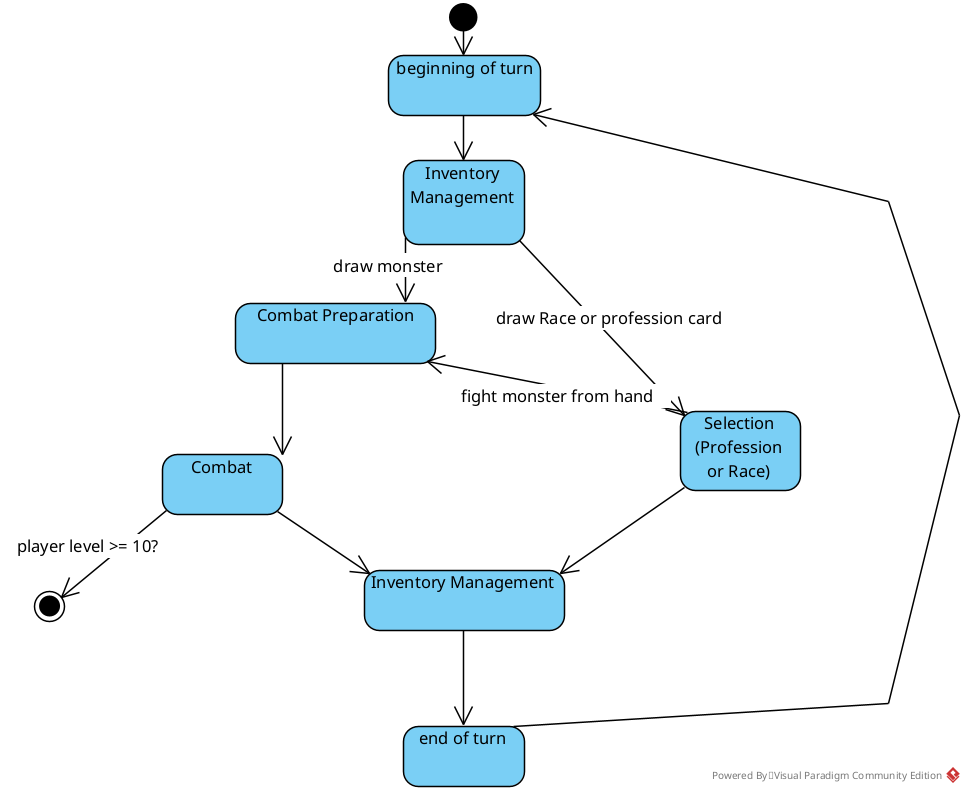 beginning of turn
Inventory
Management
draw monster
Combat Preparation
draw Race or profession card
fight monster from hand
Selection
(Profession
or Race)
Combat
player level >= 10?
Inventory Management
end of turn
Powered By Visual Paradigm Community Edition